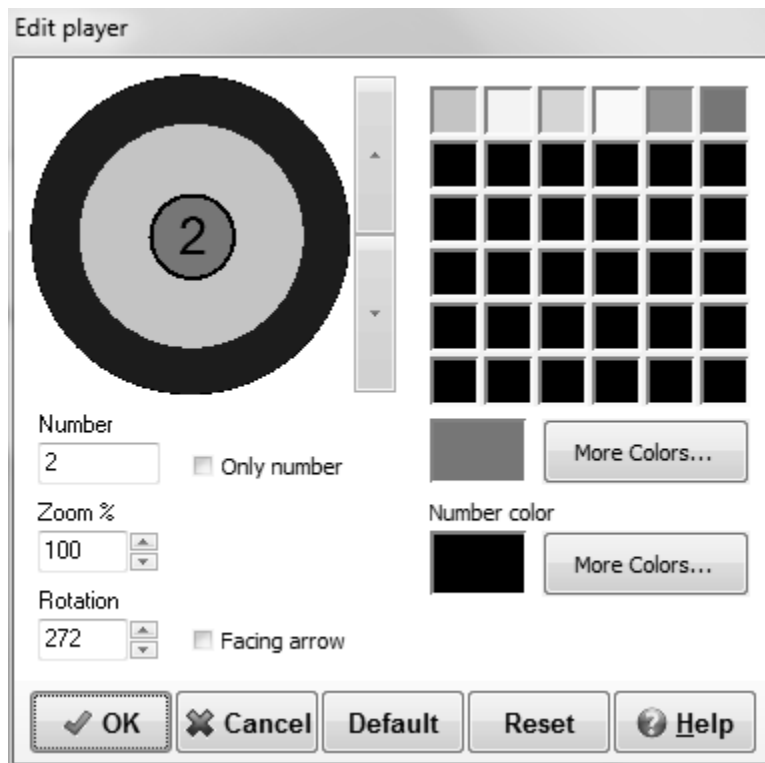 Edit player
2
Number
2
Only number
More Colors...
Zoom %
100
Number color
More Colors...
Rotation
272
Facing arrow
OK
Cancel
Default
Reset
Help